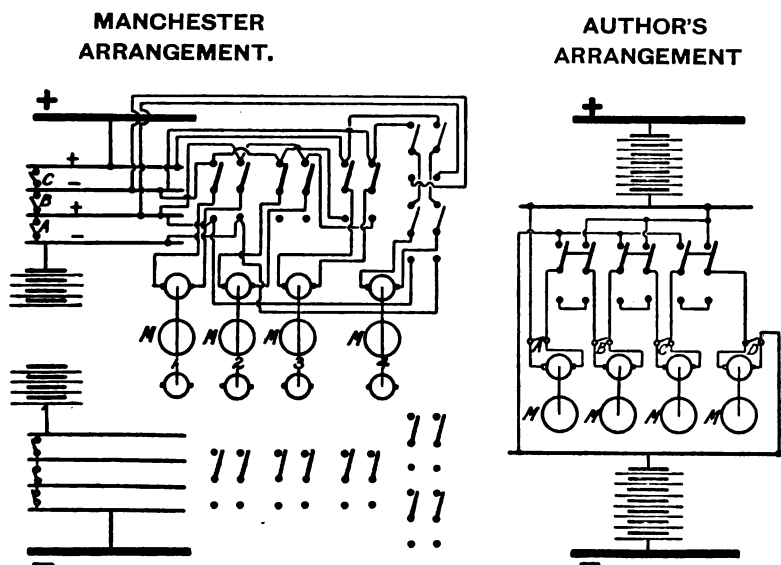 MANCHESTER
ARRANGEMENT.
AUTHOR'S
ARRANGEMENT
+
+
+
C
-
B
+
A
-
M M M M
1 2 3 4
A B C D
M M M M
-
-